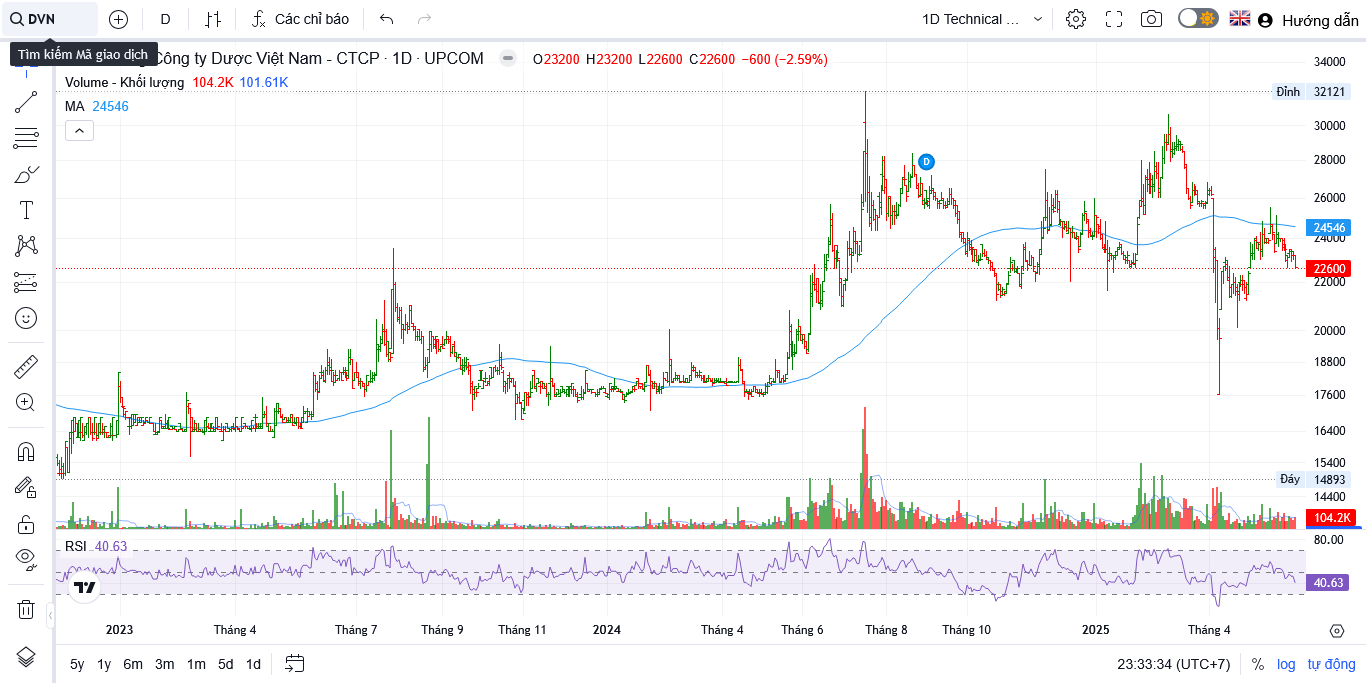 DVN
D
Các chỉ báo
1D Technical ...
Hướng dẫn
Tìm kiếm Mã giao dịch
Công ty Dược Việt Nam - CTCP · 1D · UPCOM
O23200 H23200 L22600 C22600 −600 (−2.59%)
Volume - Khối lượng 104.2K 101.61K
MA 24546
D
34000
Đỉnh 32121
30000
28000
26000
24546
24000
22600
22000
20000
18800
17600
16400
15400
Đáy 14893
14400
104.2K
RSI 40.63
80.00
40.63
2023 Tháng 4 Tháng 7 Tháng 9 Tháng 11 2024 Tháng 4 Tháng 6 Tháng 8 Tháng 10 2025 Tháng 4
5y 1y 6m 3m 1m 5d 1d
23:33:34 (UTC+7) % log tự động